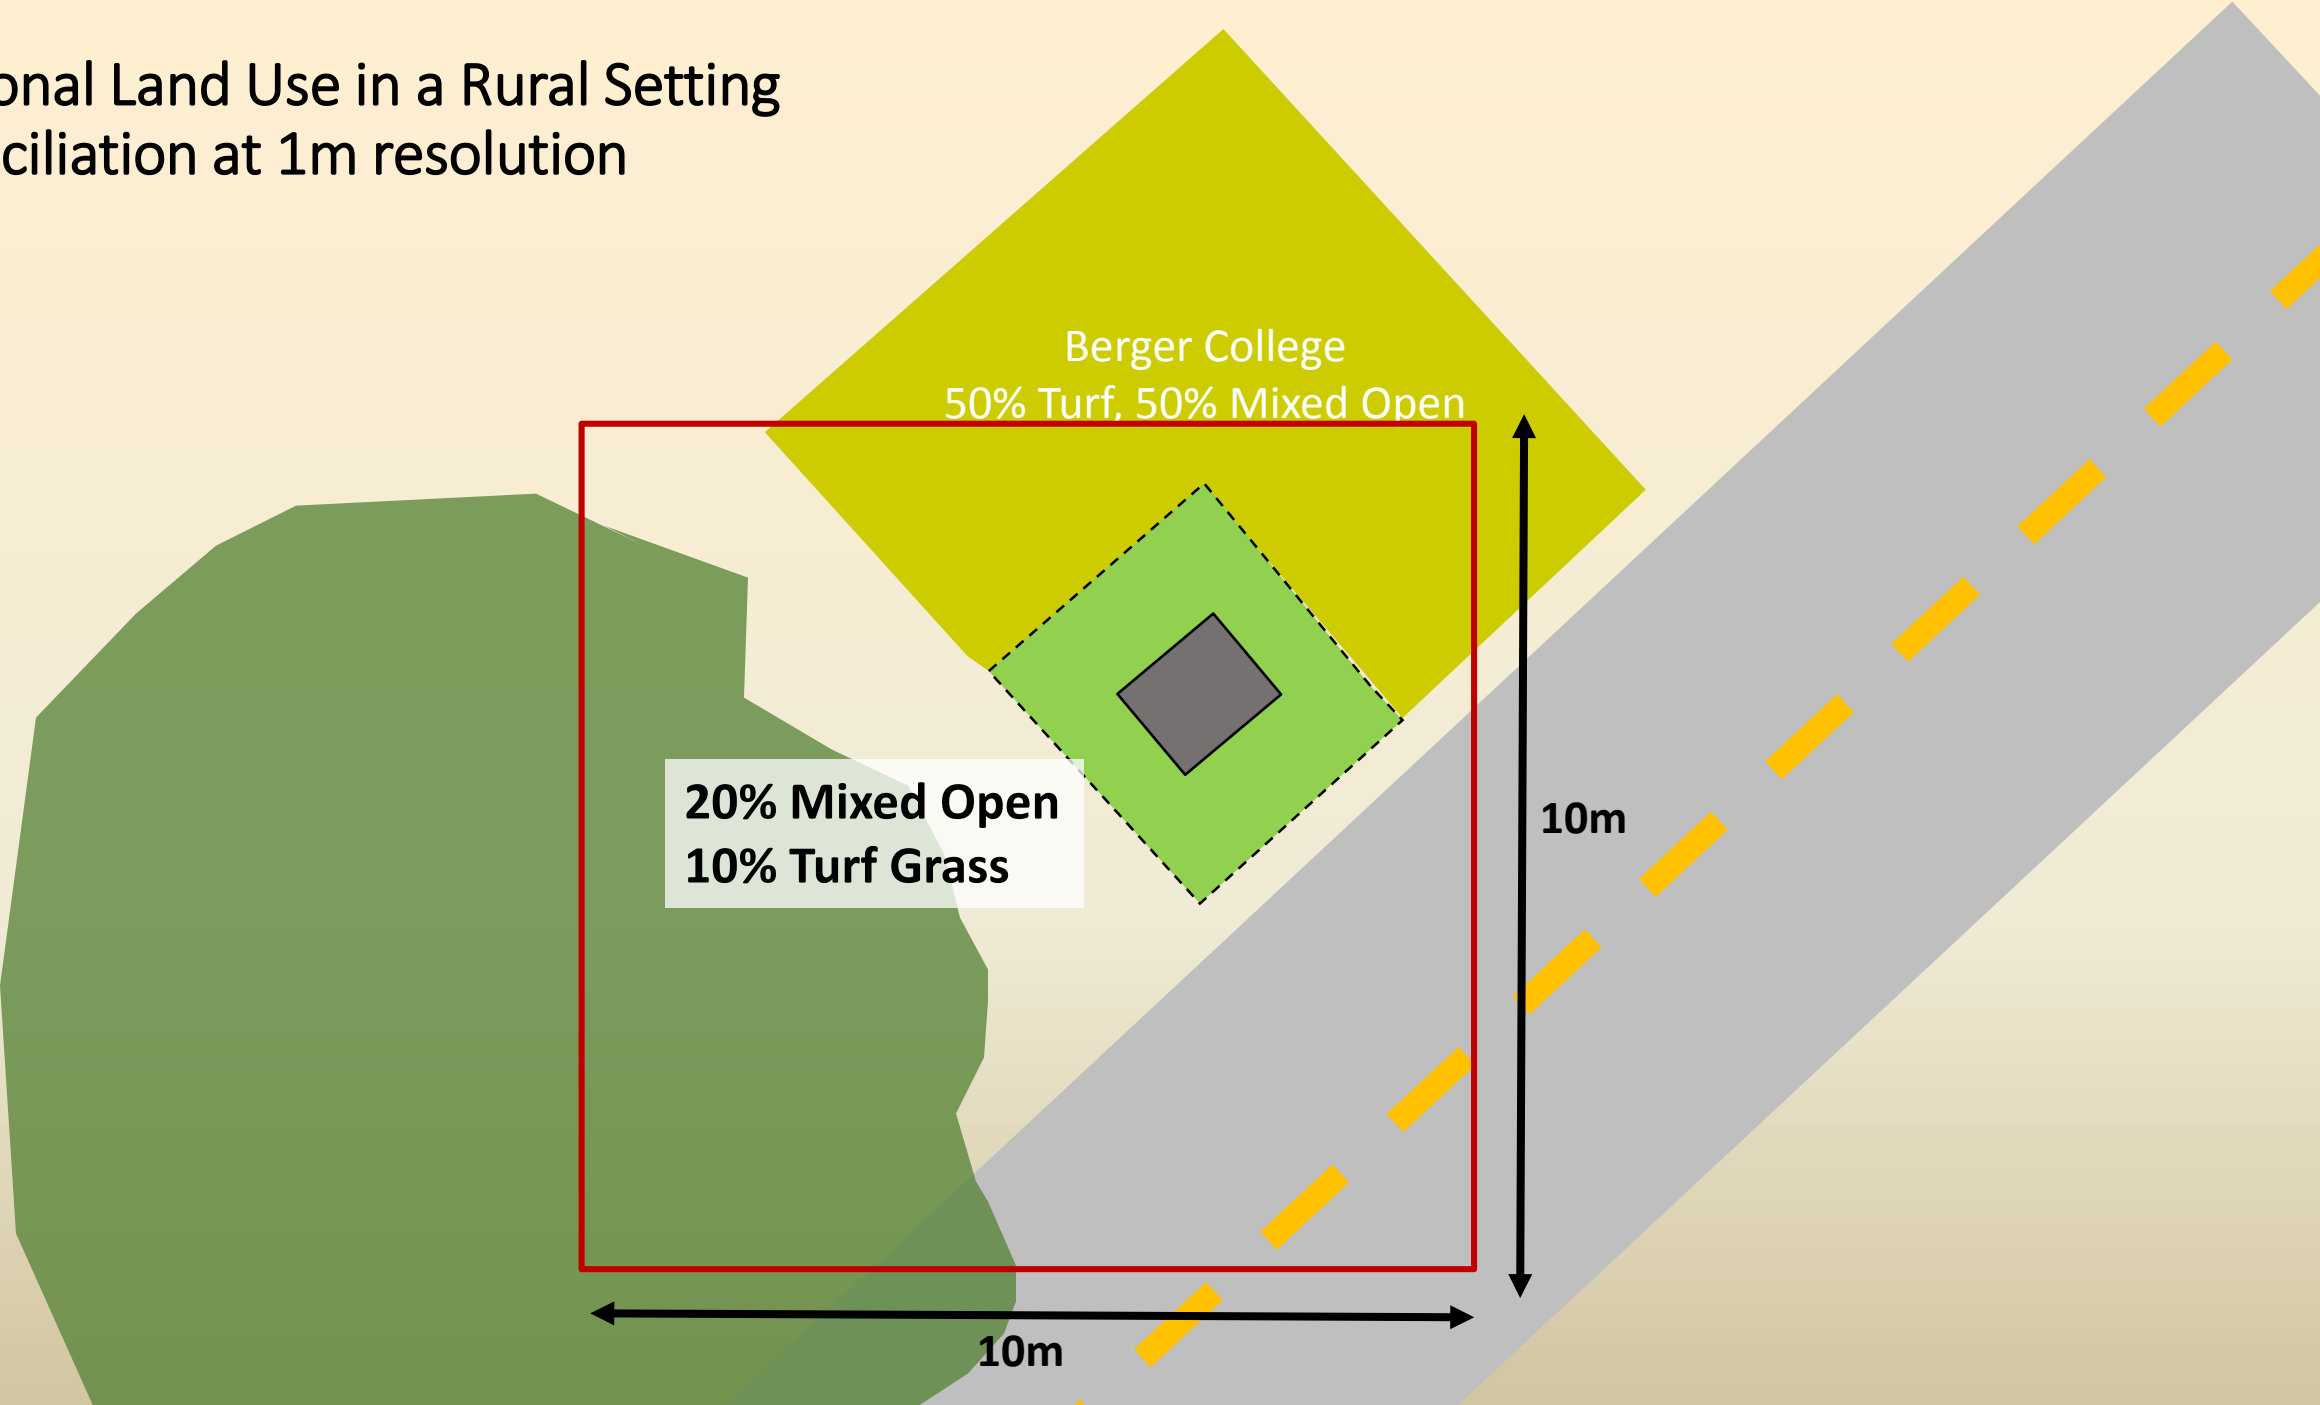 onal Land Use in a Rural Setting
ciliation at 1m resolution
Berger College
50% Turf, 50% Mixed Open
20% Mixed Open
10% Turf Grass
10m
10m